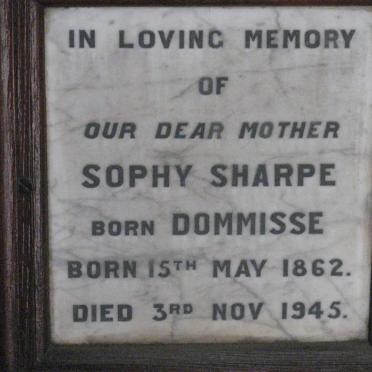 IN LOVING MEMORY
OF
OUR DEAR MOTHER
SOPHY SHARPE
BORN DOMMISSE
BORN 15TH MAY 1862.
DIED 3RD NOV 1945.